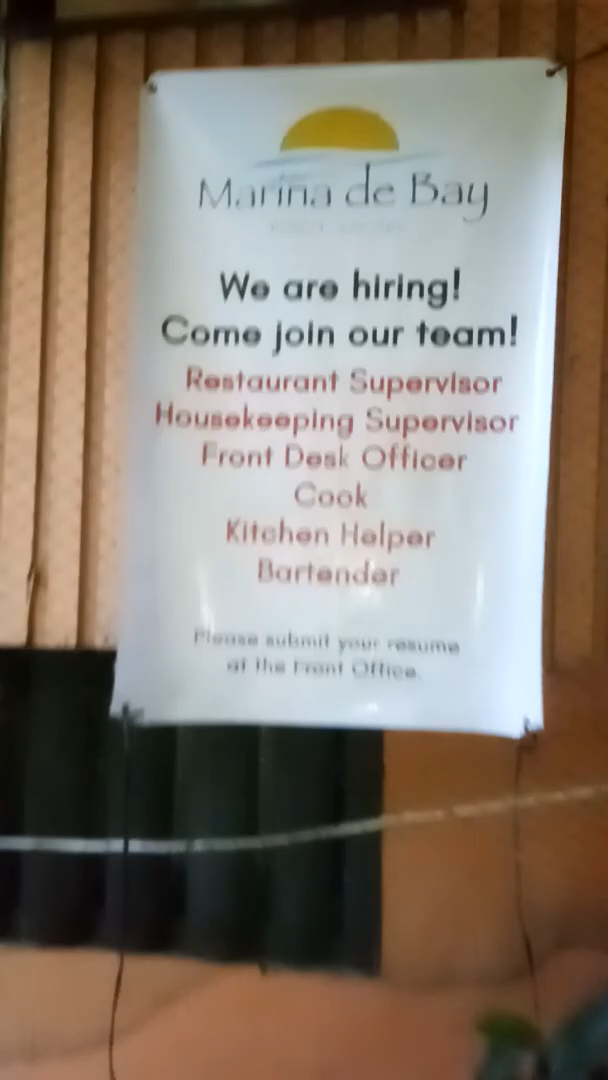 Marina de Bay
We are hiring!
Come join our team!
Restaurant Supervisor
Housekeeping Supervisor
Front Desk Officer
Cook
Kitchen Helper
Bartender
Please submit your resume
at the Front Office.